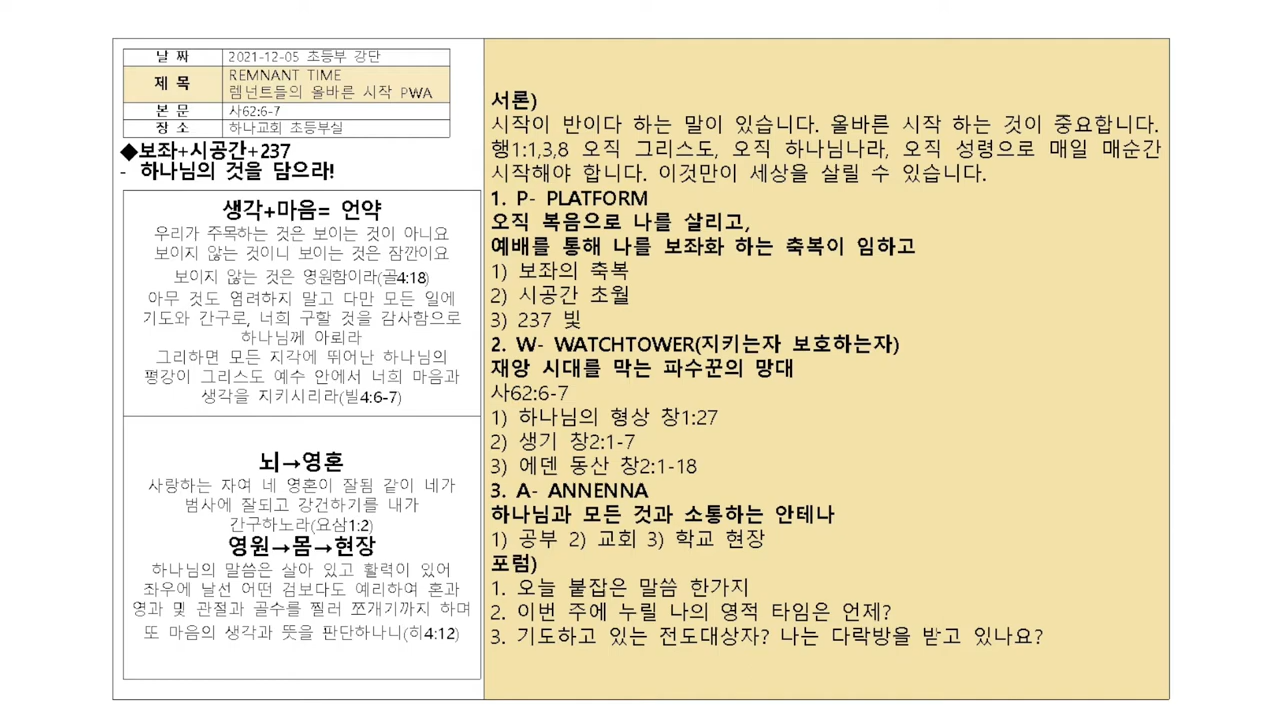 날 짜 2021-12-05 초등부 강단
제 목 REMNANT TIME
렘넌트들의 올바른 시작 PWA
본 문 사62:6-7
장 소 하나교회 초등부실
◆보좌+시공간+237
- 하나님의 것을 담으라!
생각+마음= 언약
우리가 주목하는 것은 보이는 것이 아니요
보이지 않는 것이니 보이는 것은 잠깐이요
보이지 않는 것은 영원함이라(골4:18)
아무 것도 염려하지 말고 다만 모든 일에
기도와 간구로, 너희 구할 것을 감사함으로
하나님께 아뢰라
그리하면 모든 지각에 뛰어난 하나님의
평강이 그리스도 예수 안에서 너희 마음과
생각을 지키시리라(빌4:6-7)
뇌→영혼
사랑하는 자여 네 영혼이 잘됨 같이 네가
범사에 잘되고 강건하기를 내가
간구하노라(요삼1:2)
영원→몸→현장
하나님의 말씀은 살아 있고 활력이 있어
좌우에 날선 어떤 검보다도 예리하여 혼과
영과 및 관절과 골수를 찔러 쪼개기까지 하며
또 마음의 생각과 뜻을 판단하나니(히4:12)
서론)
시작이 반이다 하는 말이 있습니다. 올바른 시작 하는 것이 중요합니다.
행1:1,3,8 오직 그리스도, 오직 하나님나라, 오직 성령으로 매일 매순간
시작해야 합니다. 이것만이 세상을 살릴 수 있습니다.
1. P- PLATFORM
오직 복음으로 나를 살리고,
예배를 통해 나를 보좌화 하는 축복이 임하고
1) 보좌의 축복
2) 시공간 초월
3) 237 빛
2. W- WATCHTOWER(지키는자 보호하는자)
재앙 시대를 막는 파수꾼의 망대
사62:6-7
1) 하나님의 형상 창1:27
2) 생기 창2:1-7
3) 에덴 동산 창2:1-18
3. A- ANNENNA
하나님과 모든 것과 소통하는 안테나
1) 공부 2) 교회 3) 학교 현장
포럼)
1. 오늘 붙잡은 말씀 한가지
2. 이번 주에 누릴 나의 영적 타임은 언제?
3. 기도하고 있는 전도대상자? 나는 다락방을 받고 있나요?